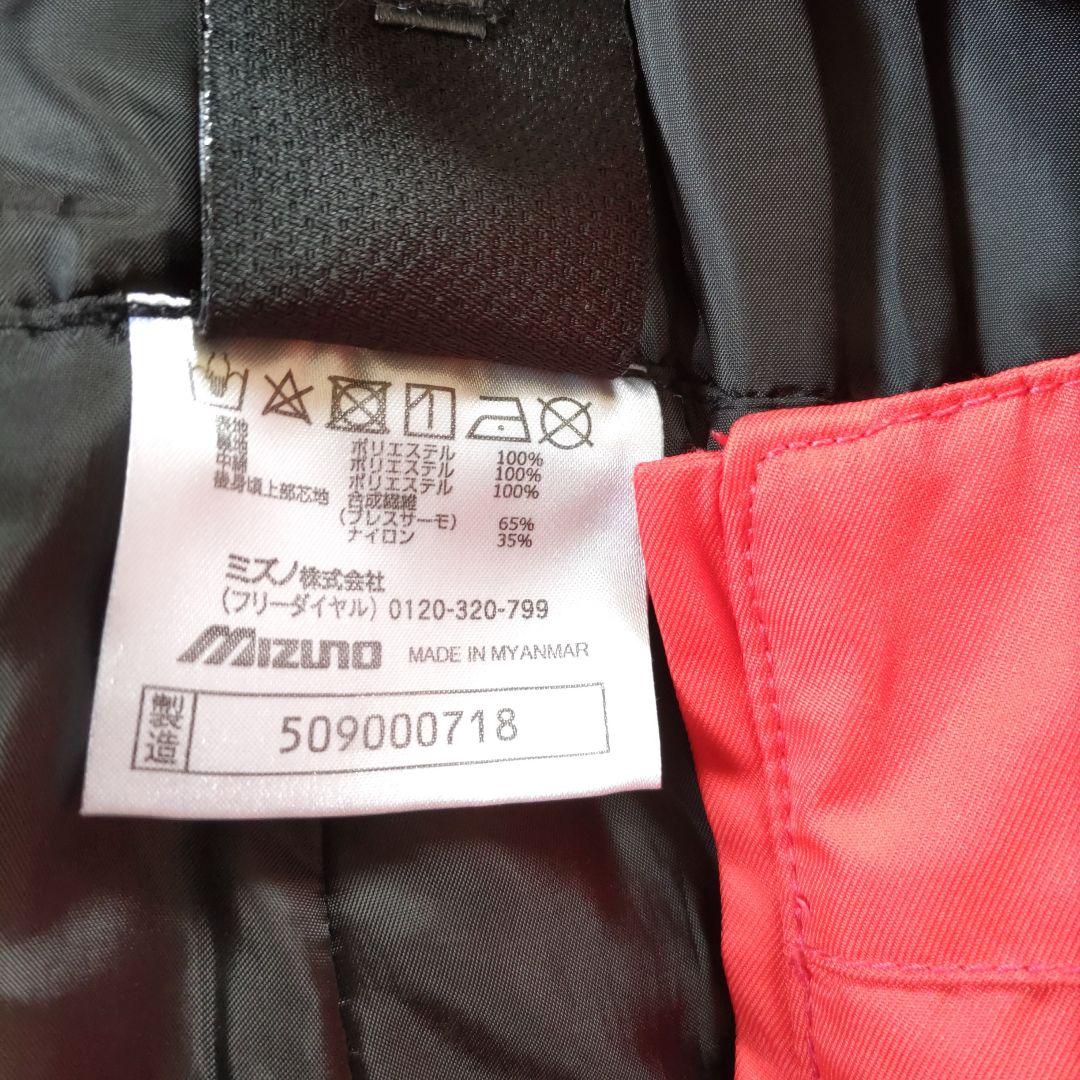 表地 ポリエステル 100%
裏地 ポリエステル 100%
中綿 ポリエステル 100%
後身頃上部芯地 合成繊維
(ブレスサーモ) 65%
ナイロン 35%
ミズノ株式会社
(フリーダイヤル) 0120-320-799
MIZUNO MADE IN MYANMAR
製造 509000718